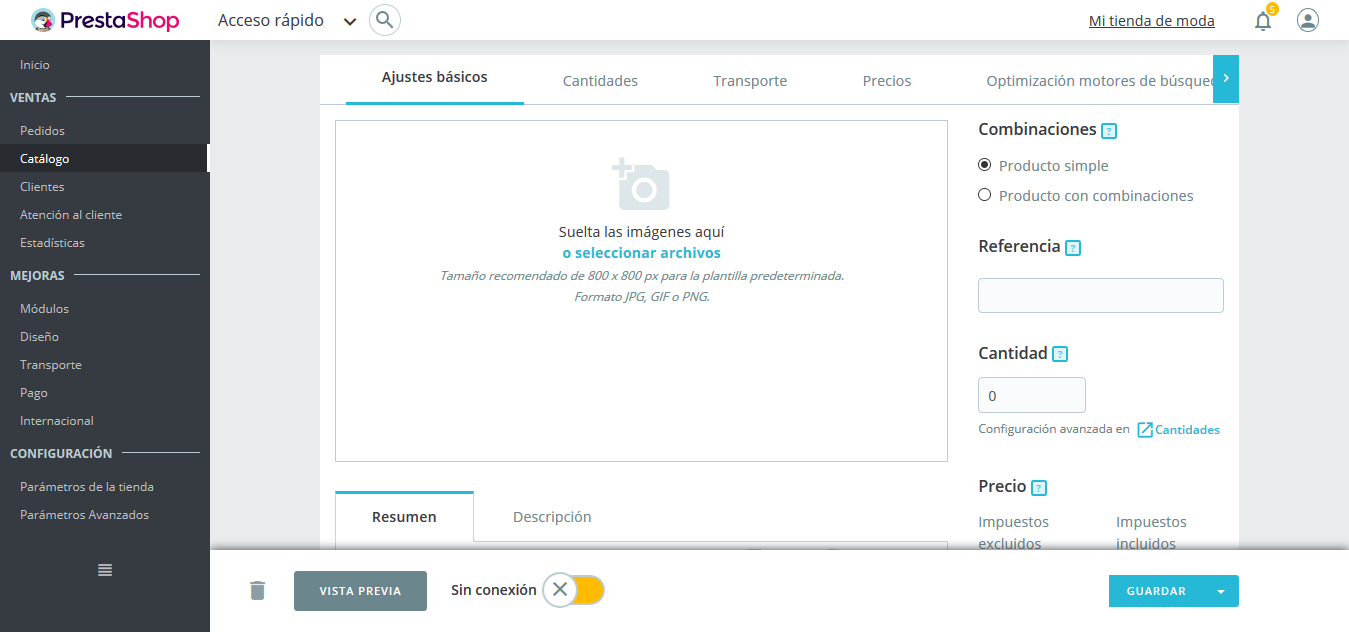 PrestaShop
Acceso rápido
Mi tienda de moda
5
Inicio
VENTAS
Pedidos
Catálogo
Clientes
Atención al cliente
Estadísticas
MEJORAS
Módulos
Diseño
Transporte
Pago
Internacional
CONFIGURACIÓN
Parámetros de la tienda
Parámetros Avanzados
Ajustes básicos
Cantidades
Transporte
Precios
Optimización motores de búsque
Suelta las imágenes aquí
o seleccionar archivos
Tamaño recomendado de 800 x 800 px para la plantilla predeterminada.
Formato JPG, GIF o PNG.
Resumen
Descripción
Combinaciones ?
Producto simple
Producto con combinaciones
Referencia ?
Cantidad ?
0
Configuración avanzada en Cantidades
Precio ?
Impuestos excluidos
Impuestos incluidos
VISTA PREVIA
Sin conexión
GUARDAR